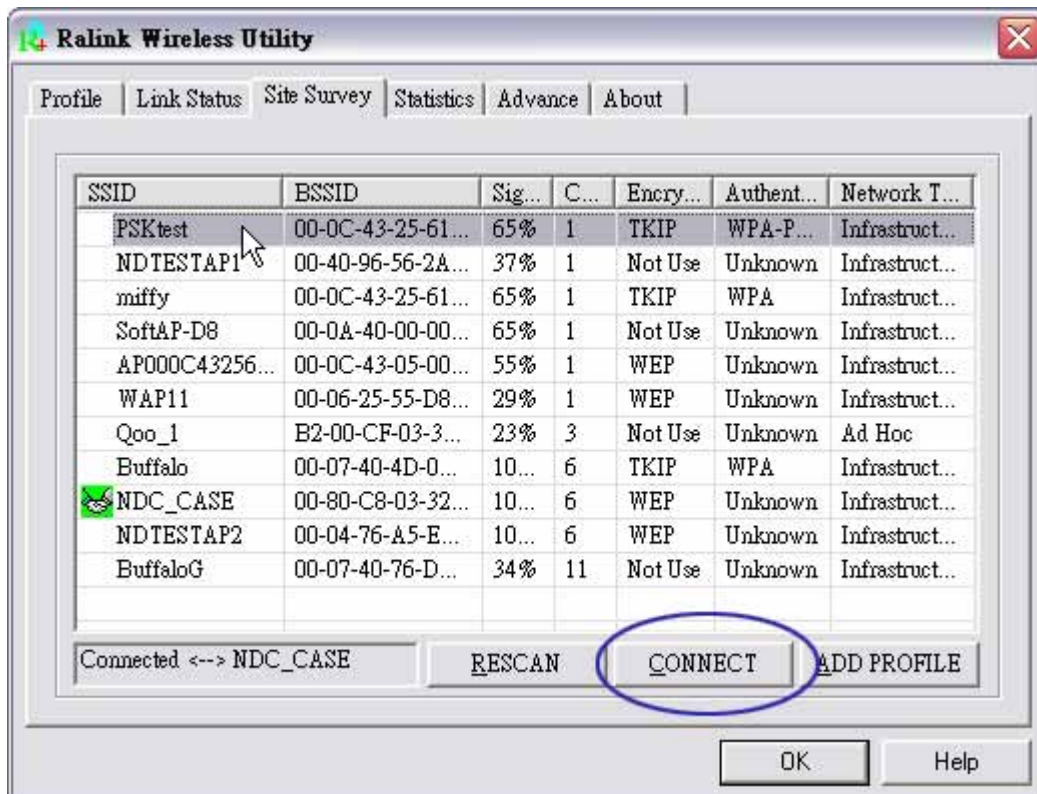 Ralink Wireless Utility
Profile Link Status Site Survey Statistics Advance About
SSID BSSID Sig... C... Encry... Authent... Network T...
PSKtest 00-0C-43-25-61... 65% 1 TKIP WPA-P... Infrastruct...
NDTESTAP1 00-40-96-56-2A... 37% 1 Not Use Unknown Infrastruct...
miffy 00-0C-43-25-61... 65% 1 TKIP WPA Infrastruct...
SoftAP-D8 00-0A-40-00-00... 65% 1 Not Use Unknown Infrastruct...
AP000C43256... 00-0C-43-05-00... 55% 1 WEP Unknown Infrastruct...
WAP11 00-06-25-55-D8... 29% 1 WEP Unknown Infrastruct...
Qoo_1 B2-00-CF-03-3... 23% 3 Not Use Unknown Ad Hoc
Buffalo 00-07-40-4D-0... 10... 6 TKIP WPA Infrastruct...
NDC_CASE 00-80-C8-03-32... 10... 6 WEP Unknown Infrastruct...
NDTESTAP2 00-04-76-A5-E... 10... 6 WEP Unknown Infrastruct...
BuffaloG 00-07-40-76-D... 34% 11 Not Use Unknown Infrastruct...
Connected <--> NDC_CASE RESCAN CONNECT ADD PROFILE
OK Help